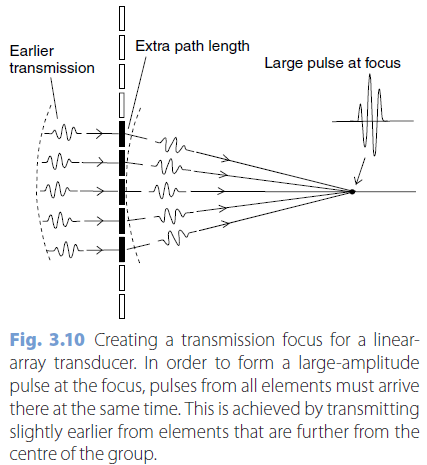 Earlier
transmission
Extra path length
Large pulse at focus
Fig. 3.10 Creating a transmission focus for a linear-
array transducer. In order to form a large-amplitude
pulse at the focus, pulses from all elements must arrive
there at the same time. This is achieved by transmitting
slightly earlier from elements that are further from the
centre of the group.